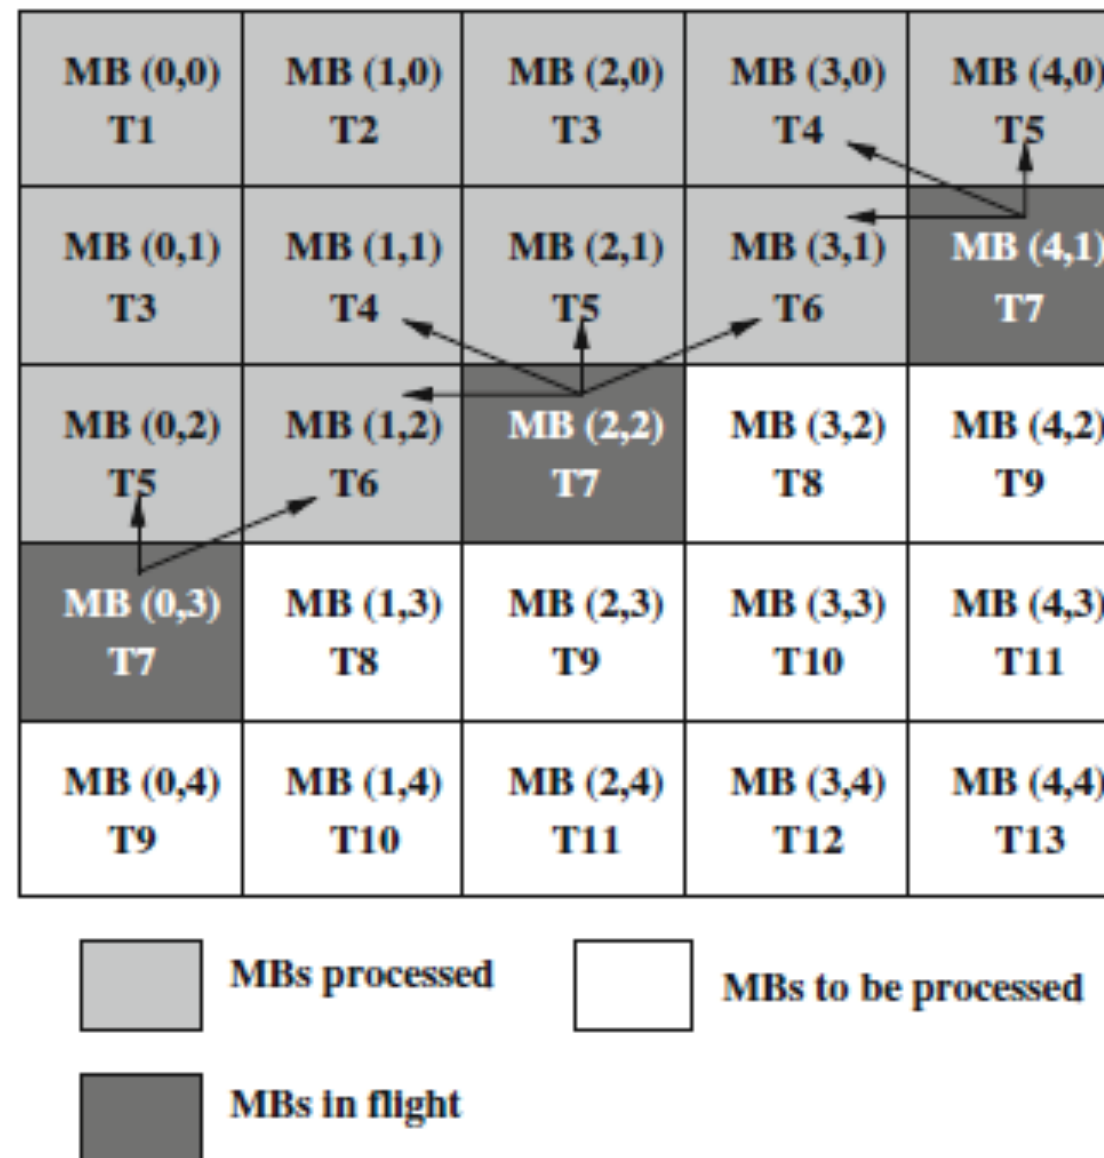 MB (0,0) MB (1,0) MB (2,0) MB (3,0) MB (4,0)
T1 T2 T3 T4 T5
MB (0,1) MB (1,1) MB (2,1) MB (3,1) MB (4,1)
T3 T4 T5 T6 T7
MB (0,2) MB (1,2) MB (2,2) MB (3,2) MB (4,2)
T5 T6 T7 T8 T9
MB (0,3) MB (1,3) MB (2,3) MB (3,3) MB (4,3)
T7 T8 T9 T10 T11
MB (0,4) MB (1,4) MB (2,4) MB (3,4) MB (4,4)
T9 T10 T11 T12 T13
MBs processed MBs to be processed
MBs in flight